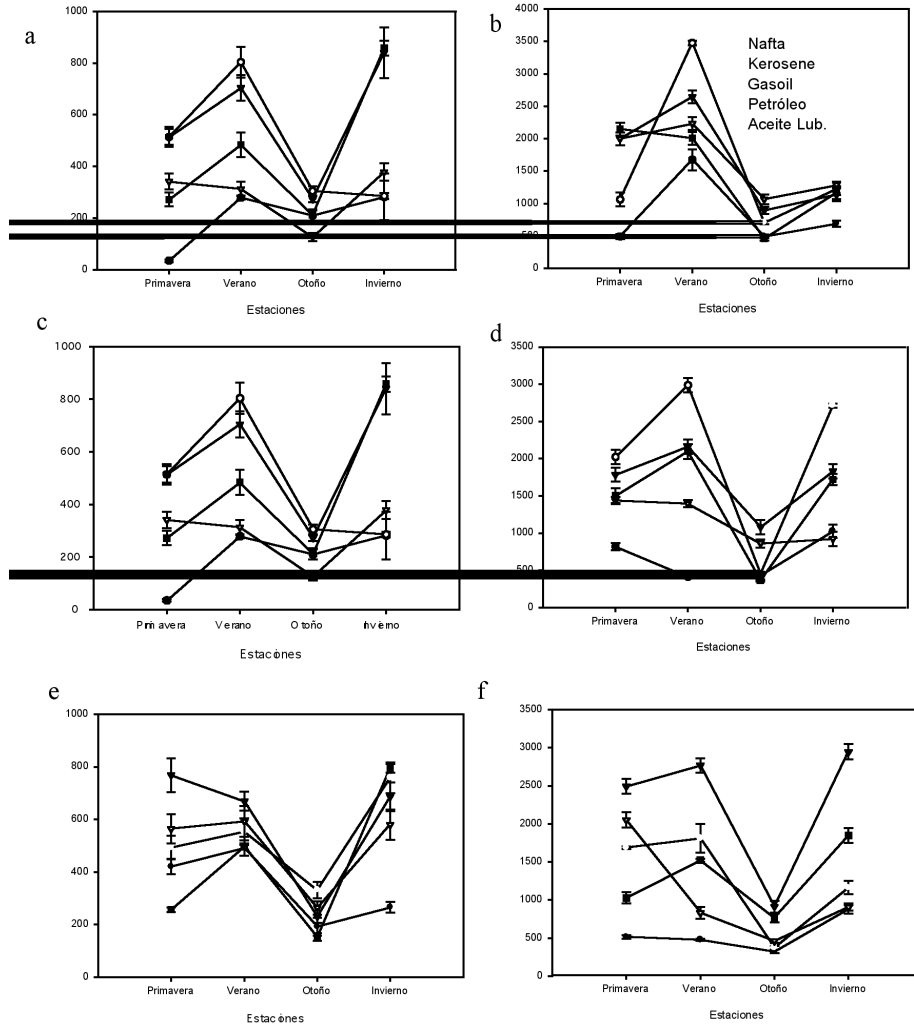 a
1000
800
600
400
200
0
Primavera Verano Otoño Invierno
Estaciones
b
4000
3500
3000
2500
2000
1500
1000
500
0
Nafta
Kerosene
Gasoil
Petróleo
Aceite Lub.
Primavera Verano Otoño Invierno
Estaciones
c
1000
800
600
400
200
0
Primavera Verano Otoño Invierno
Estaciones
d
3500
3000
2500
2000
1500
1000
500
0
Primavera Verano Otoño Invierno
Estaciones
e
1000
800
600
400
200
0
Primavera Verano Otoño Invierno
Estaciones
f
3500
3000
2500
2000
1500
1000
500
0
Primavera Verano Otoño Invierno
Estaciones